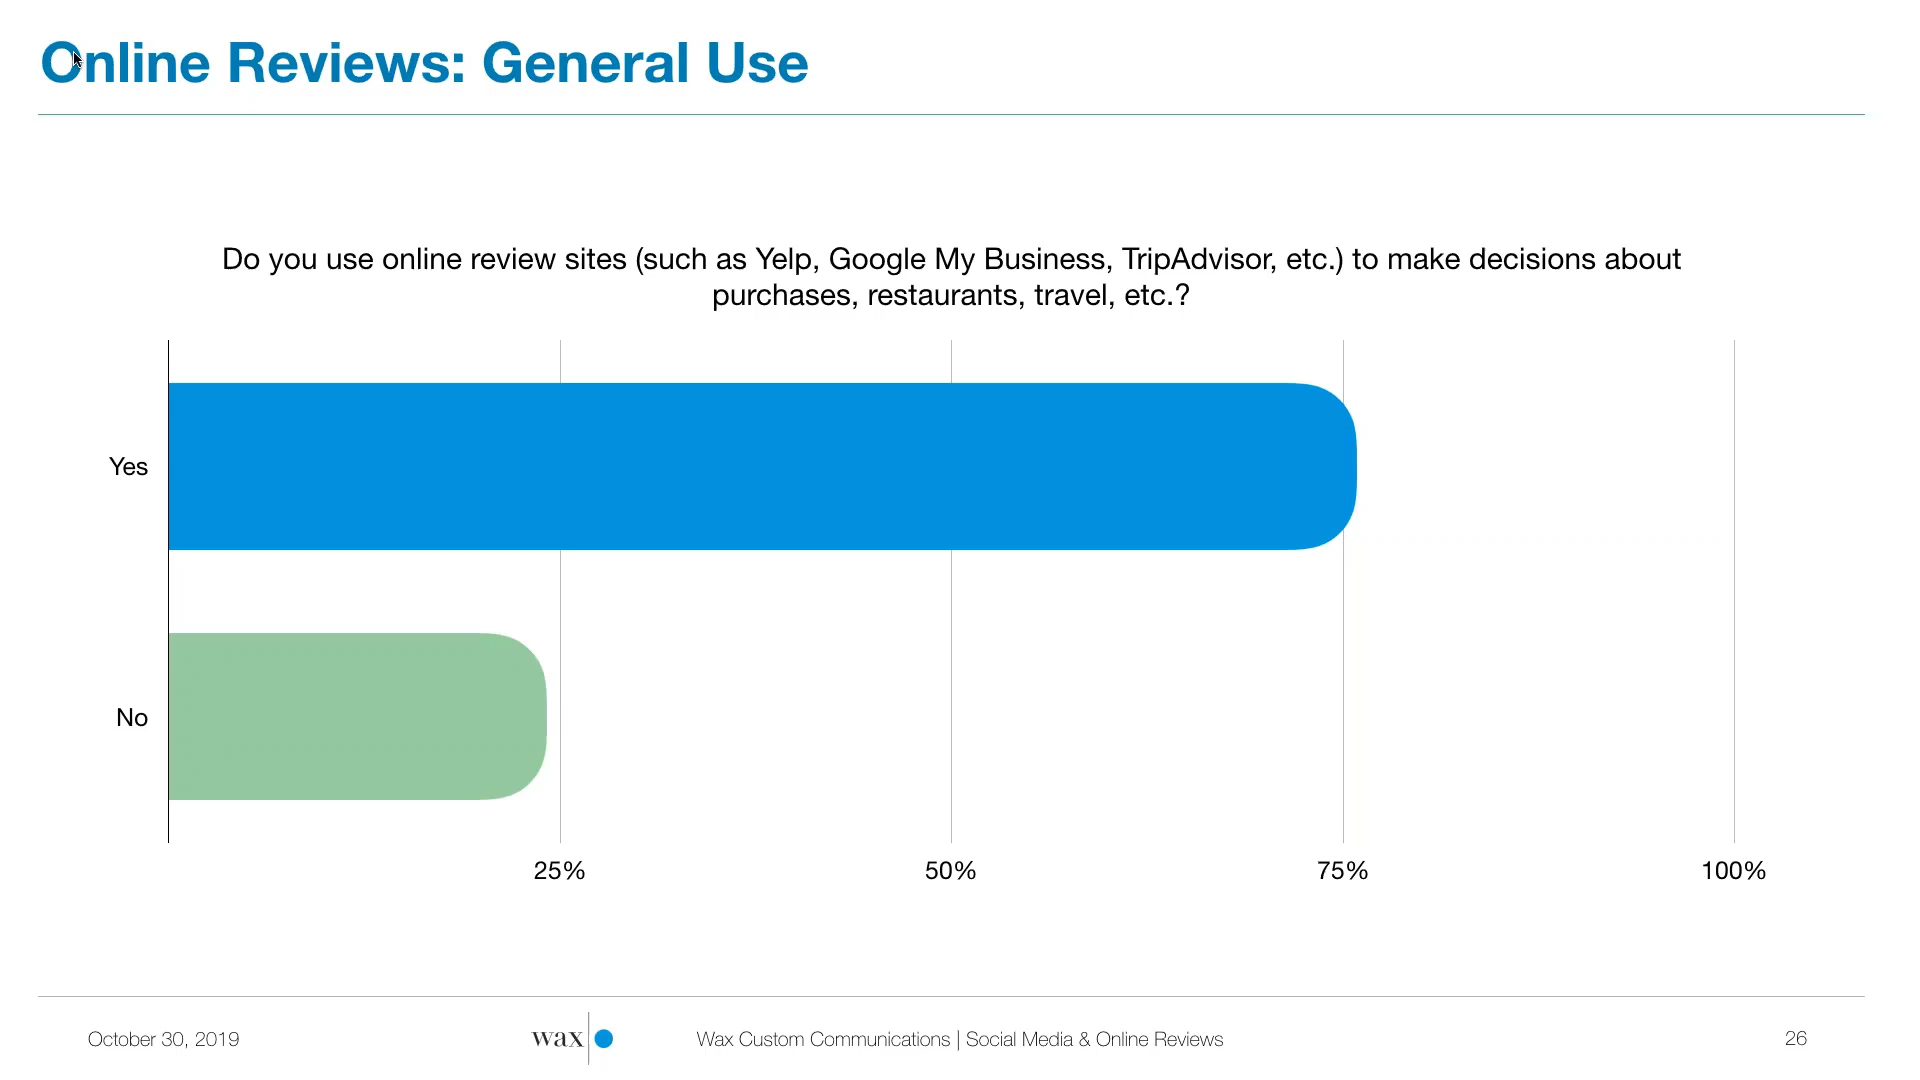 Online Reviews: General Use
Do you use online review sites (such as Yelp, Google My Business, TripAdvisor, etc.) to make decisions about
purchases, restaurants, travel, etc.?
Yes
No
25%
50%
75%
100%
October 30, 2019
wax
Wax Custom Communications | Social Media & Online Reviews
26